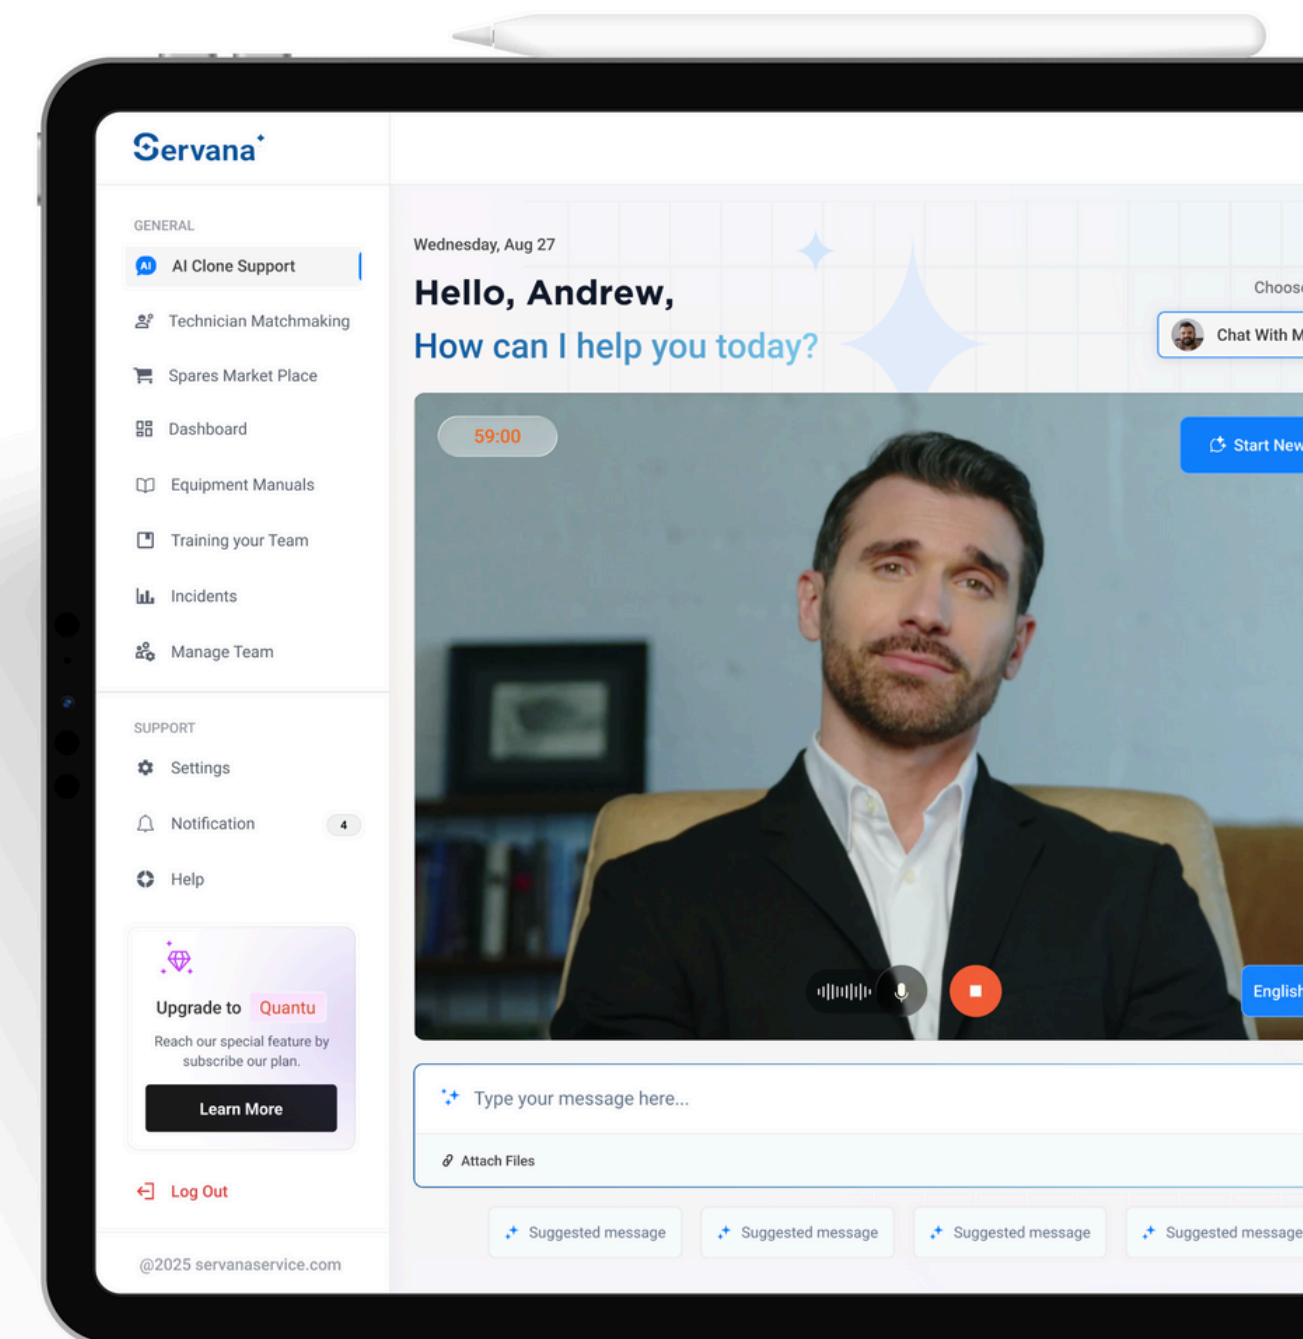 Servana
GENERAL
AI Clone Support
Technician Matchmaking
Spares Market Place
Dashboard
Equipment Manuals
Training your Team
Incidents
Manage Team
SUPPORT
Settings
Notification 4
Help
Upgrade to Quantu
Reach our special feature by
subscribe our plan.
Learn More
Log Out
@2025 servanaservice.com
Wednesday, Aug 27
Hello, Andrew,
How can I help you today?
Choose
Chat With M
59:00
Start New
English
Type your message here...
Attach Files
Suggested message Suggested message Suggested message Suggested message